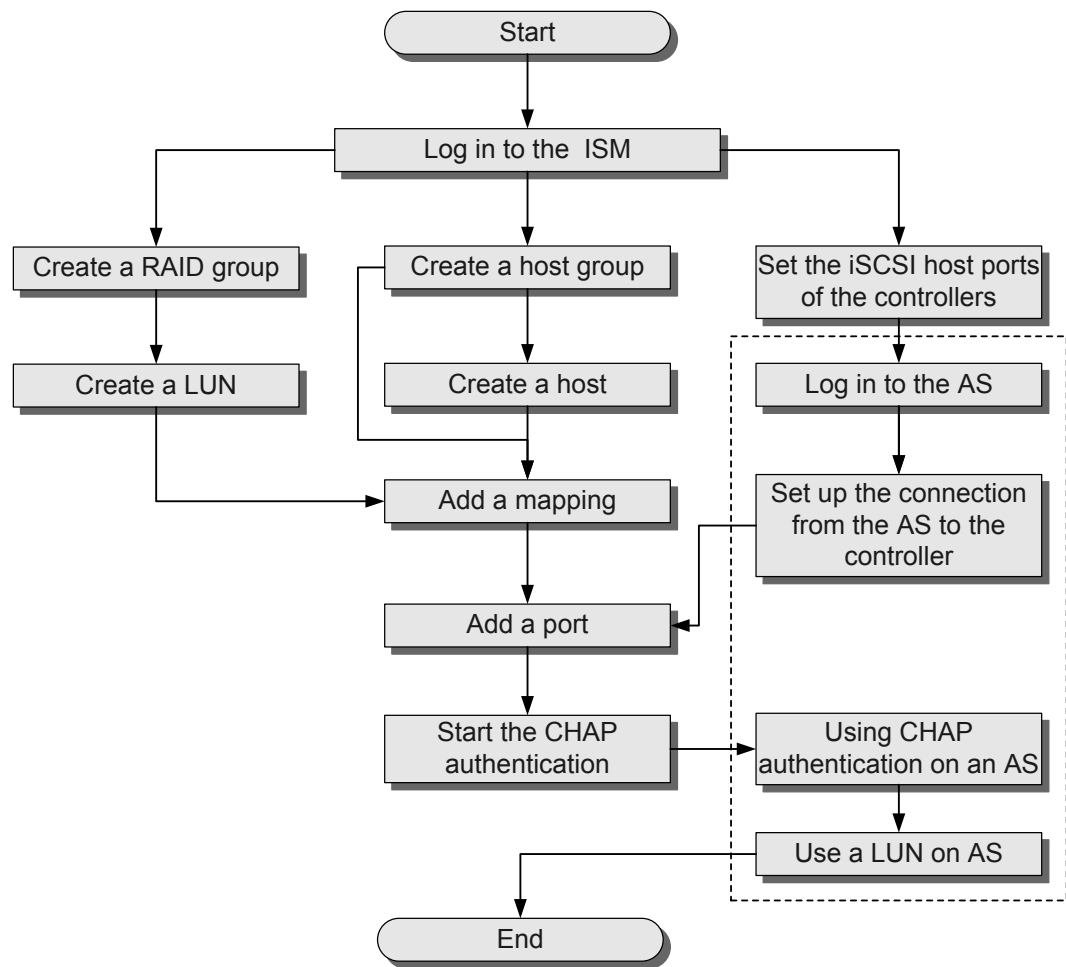 Start
Log in to the ISM
Create a RAID group
Create a host group
Set the iSCSI host ports
of the controllers
Create a LUN
Create a host
Log in to the AS
Add a mapping
Set up the connection
from the AS to the
controller
Add a port
Start the CHAP
authentication
Using CHAP
authentication on an AS
Use a LUN on AS
End